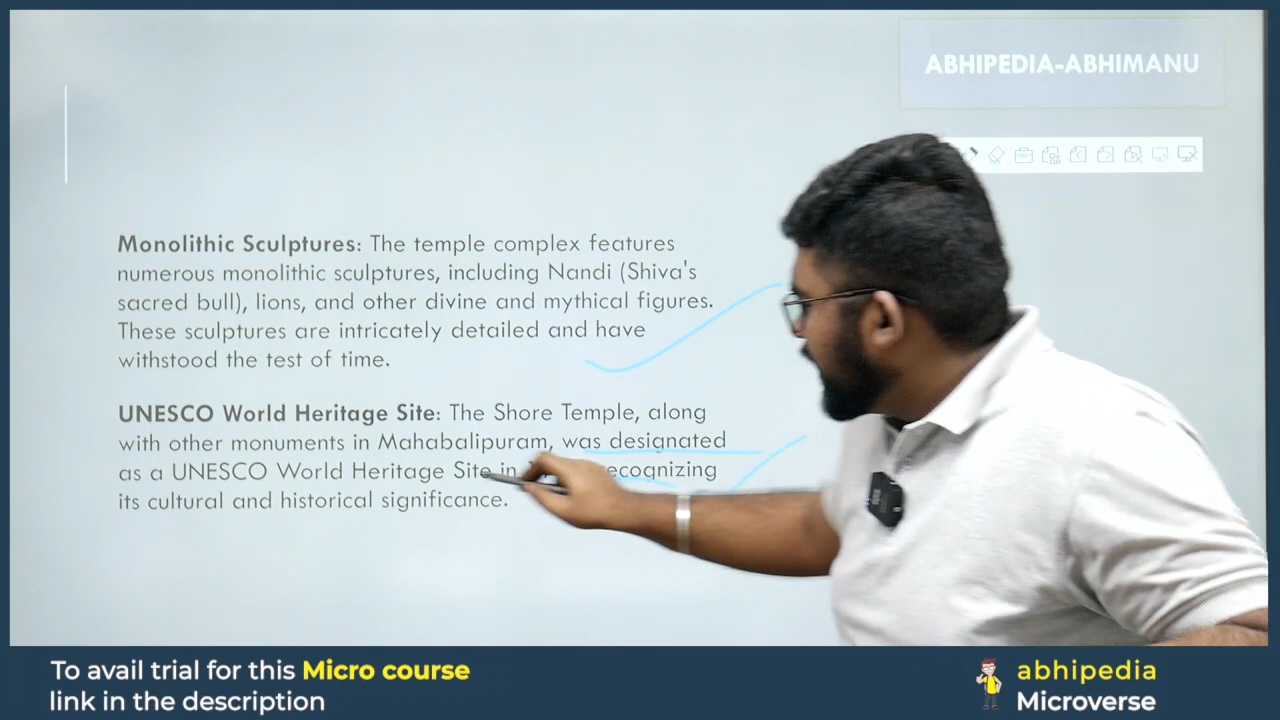 ABHIPEDIA-ABHIMANU
Monolithic Sculptures: The temple complex features
numerous monolithic sculptures, including Nandi (Shiva's
sacred bull), lions, and other divine and mythical figures.
These sculptures are intricately detailed and have
withstood the test of time.
UNESCO World Heritage Site: The Shore Temple, along
with other monuments in Mahabalipuram, was designated
as a UNESCO World Heritage Site in recognizing
its cultural and historical significance.
To avail trial for this Micro course
link in the description
abhipedia
Microverse